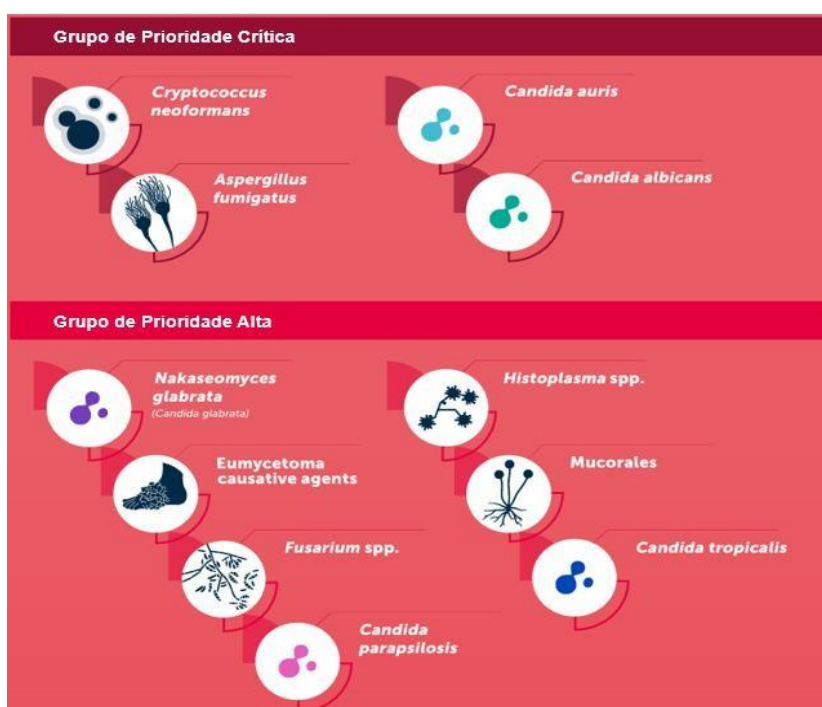 Grupo de Prioridade Crítica
Cryptococcus
neoformans
Aspergillus
fumigatus
Candida auris
Candida albicans
Grupo de Prioridade Alta
Nakaseomyces
glabrata
(Candida glabrata)
Eumycetoma
causative agents
Fusarium spp.
Candida
parapsilosis
Histoplasma spp.
Mucorales
Candida tropicalis